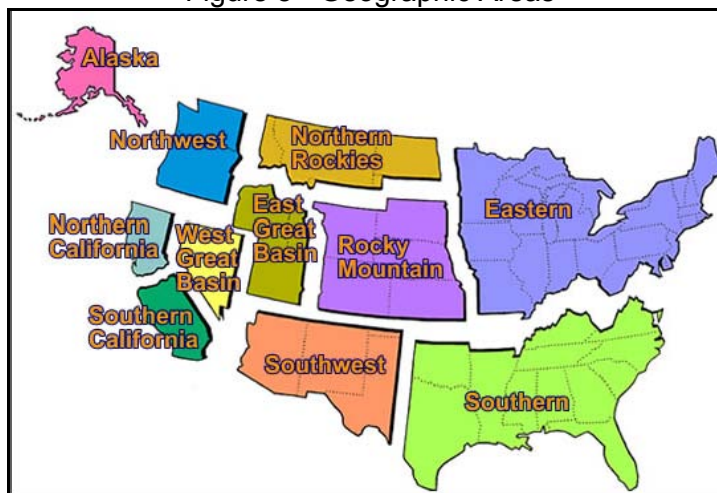 Figure Geographic Areas
Alaska
Northwest
Northern
Rockies
Eastern
Northern
California
West
Great
Basin
East
Great
Basin
Rocky
Mountain
Southern
California
Southwest
Southern